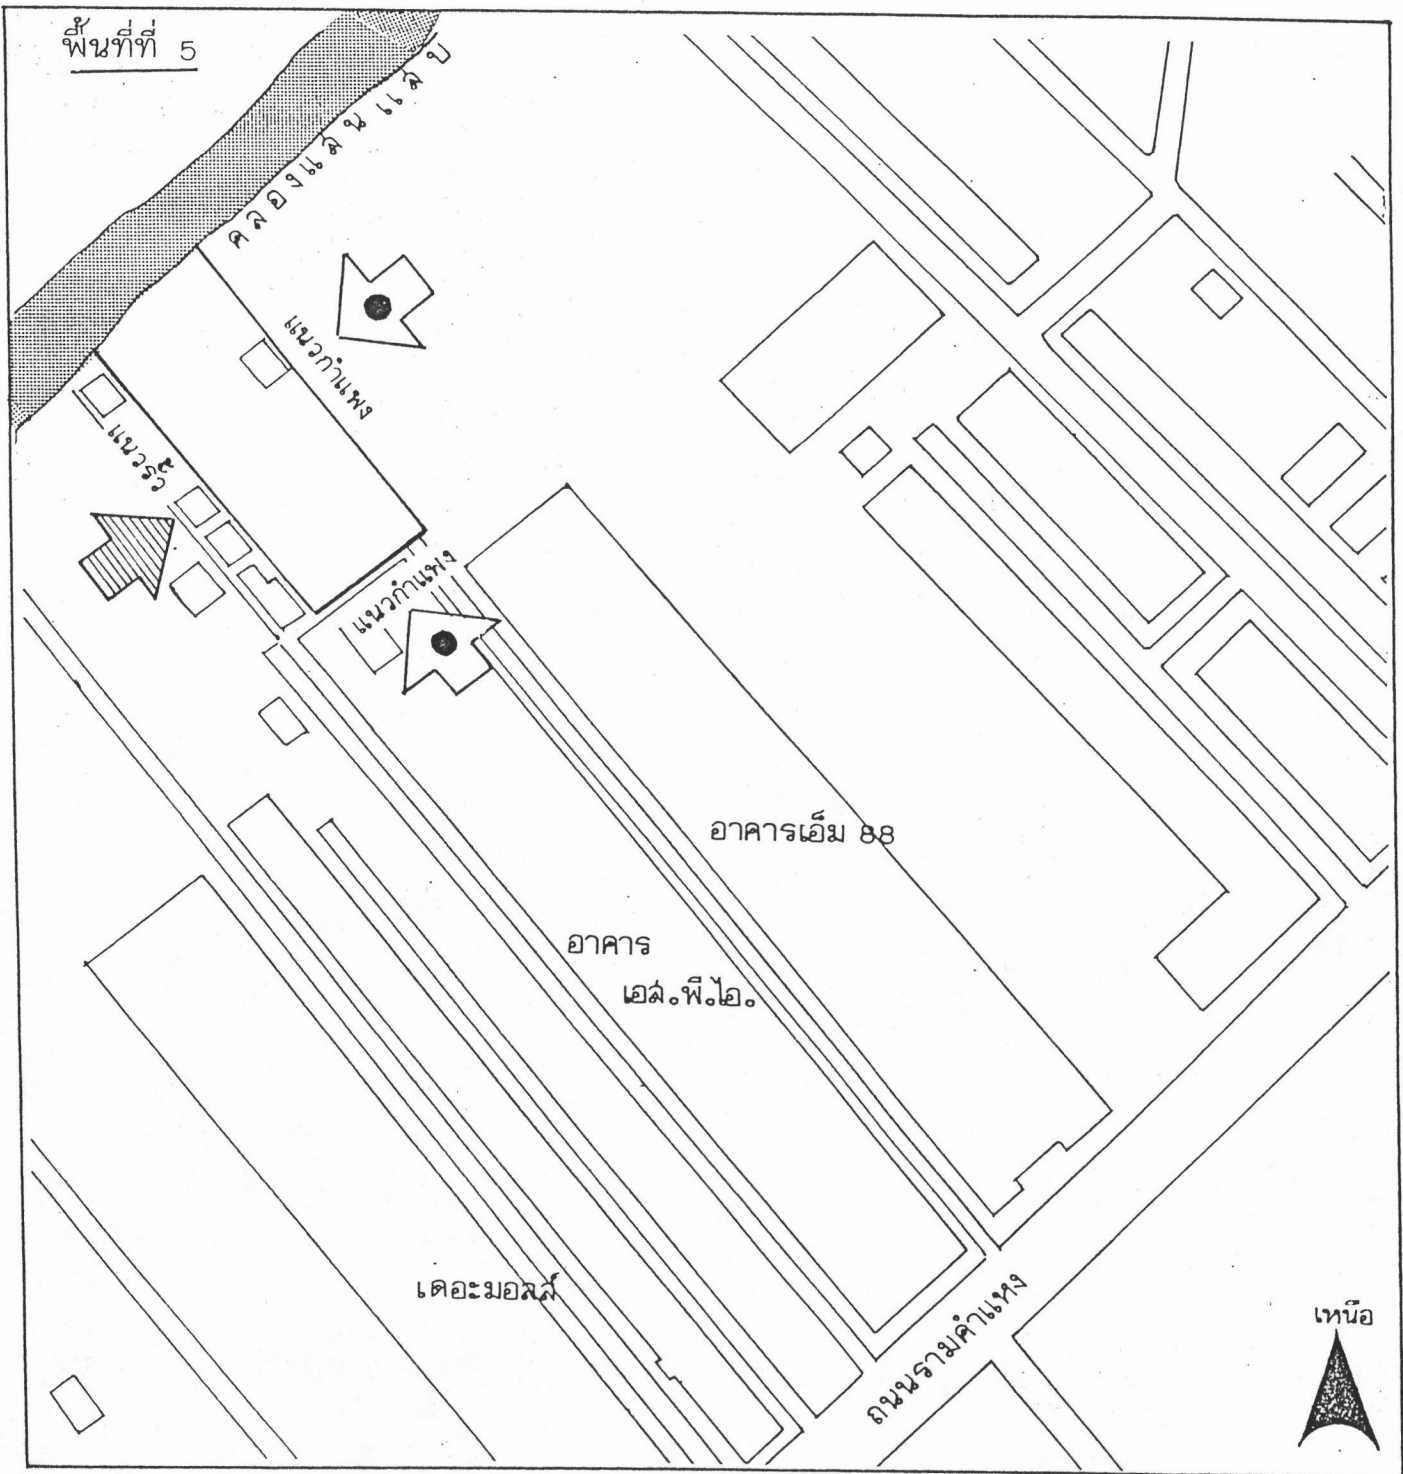 พื้นที่ที่ 5
คลองแสนแสบ
แนวกำแพง
แนวรั้ว
แนวกำแพง
อาคารเอ็ม 88
อาคาร
เอส.พี.ไอ.
เดอะมอลล์
ถนนรามคำแหง
เหนือ